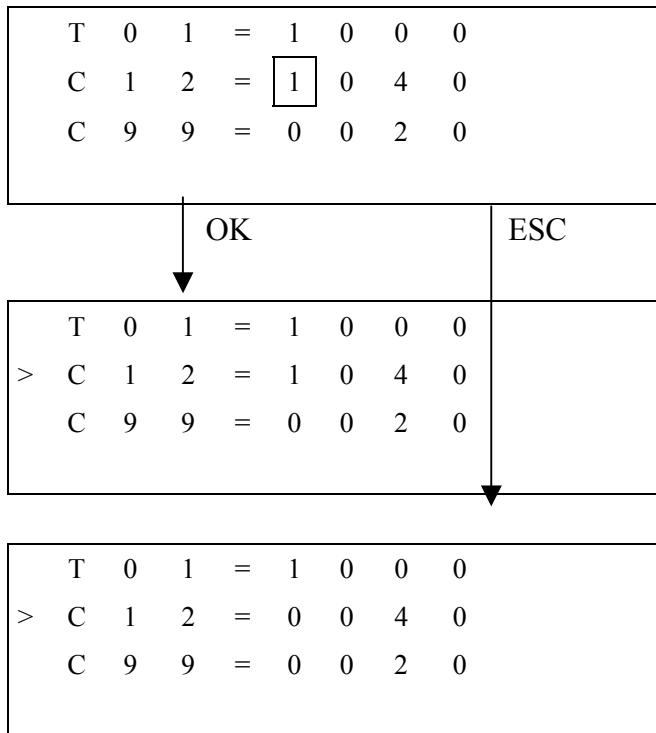 T 0 1 = 1 0 0 0
C 1 2 = 1 0 4 0
C 9 9 = 0 0 2 0
OK ESC
T 0 1 = 1 0 0 0
> C 1 2 = 1 0 4 0
C 9 9 = 0 0 2 0
T 0 1 = 1 0 0 0
> C 1 2 = 0 0 4 0
C 9 9 = 0 0 2 0